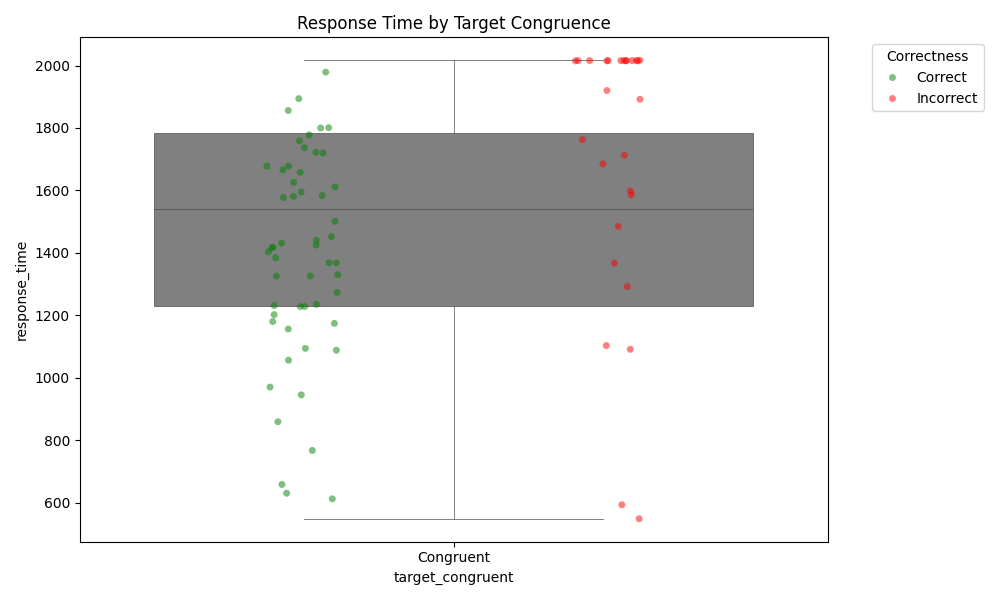 Response Time by Target Congruence
Correctness
Correct
Incorrect
response_time
2000
1800
1600
1400
1200
1000
800
600
Congruent
target_congruent